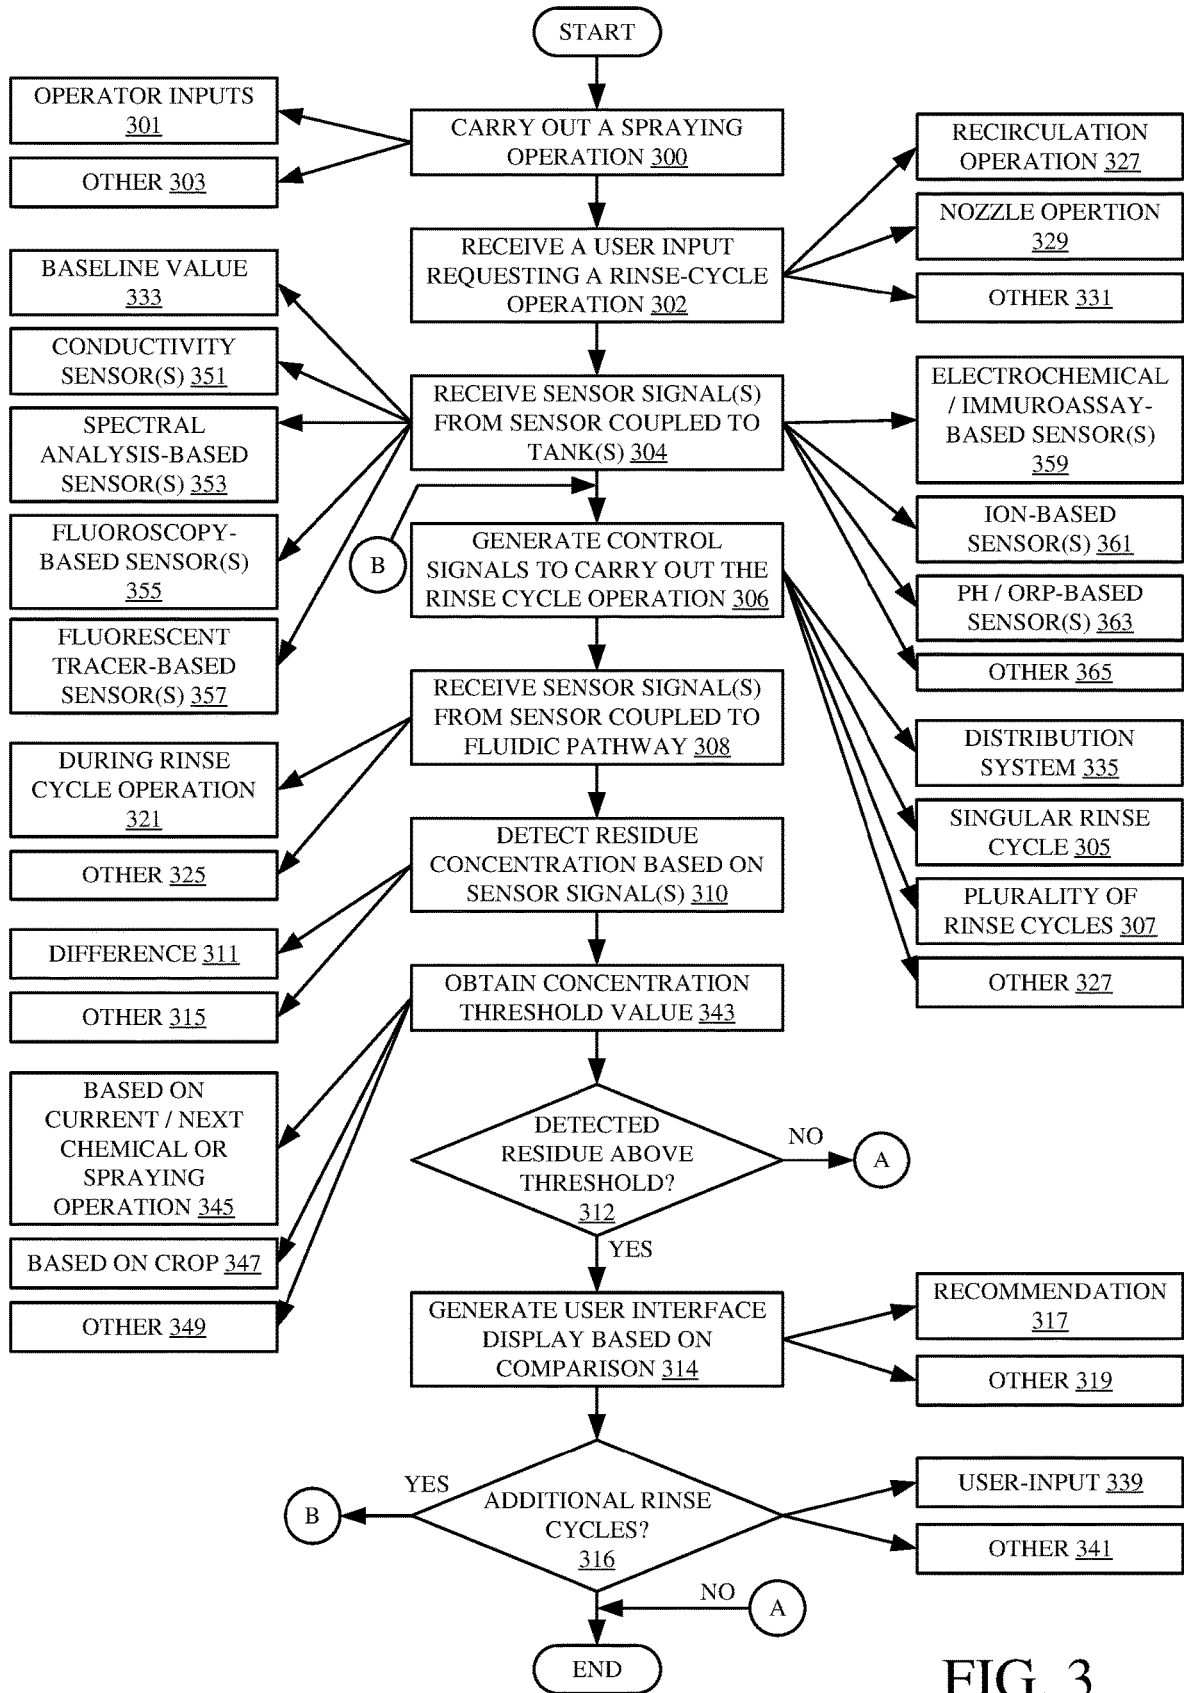 START
OPERATOR INPUTS
301
OTHER 303
CARRY OUT A SPRAYING
OPERATION 300
RECIRCULATION
OPERATION 327
NOZZLE OPERTION
329
OTHER 331
RECEIVE A USER INPUT
REQUESTING A RINSE-CYCLE
OPERATION 302
BASELINE VALUE
333
CONDUCTIVITY
SENSOR(S) 351
SPECTRAL
ANALYSIS-BASED
SENSOR(S) 353
FLUOROSCOPY-
BASED SENSOR(S)
355
FLUORESCENT
TRACER-BASED
SENSOR(S) 357
RECEIVE SENSOR SIGNAL(S)
FROM SENSOR COUPLED TO
TANK(S) 304
ELECTROCHEMICAL
/ IMMUROASSAY-
BASED SENSOR(S)
359
ION-BASED
SENSOR(S) 361
PH / ORP-BASED
SENSOR(S) 363
OTHER 365
B
GENERATE CONTROL
SIGNALS TO CARRY OUT THE
RINSE CYCLE OPERATION 306
DISTRIBUTION
SYSTEM 335
SINGULAR RINSE
CYCLE 305
PLURALITY OF
RINSE CYCLES 307
OTHER 327
RECEIVE SENSOR SIGNAL(S)
FROM SENSOR COUPLED TO
FLUIDIC PATHWAY 308
DURING RINSE
CYCLE OPERATION
321
OTHER 325
DETECT RESIDUE
CONCENTRATION BASED ON
SENSOR SIGNAL(S) 310
DIFFERENCE 311
OTHER 315
OBTAIN CONCENTRATION
THRESHOLD VALUE 343
BASED ON
CURRENT / NEXT
CHEMICAL OR
SPRAYING
OPERATION 345
BASED ON CROP 347
OTHER 349
DETECTED
RESIDUE ABOVE
THRESHOLD?
312
NO
A
YES
GENERATE USER INTERFACE
DISPLAY BASED ON
COMPARISON 314
RECOMMENDATION
317
OTHER 319
ADDITIONAL RINSE
CYCLES?
316
YES
B
USER-INPUT 339
OTHER 341
NO
A
END
FIG. 3